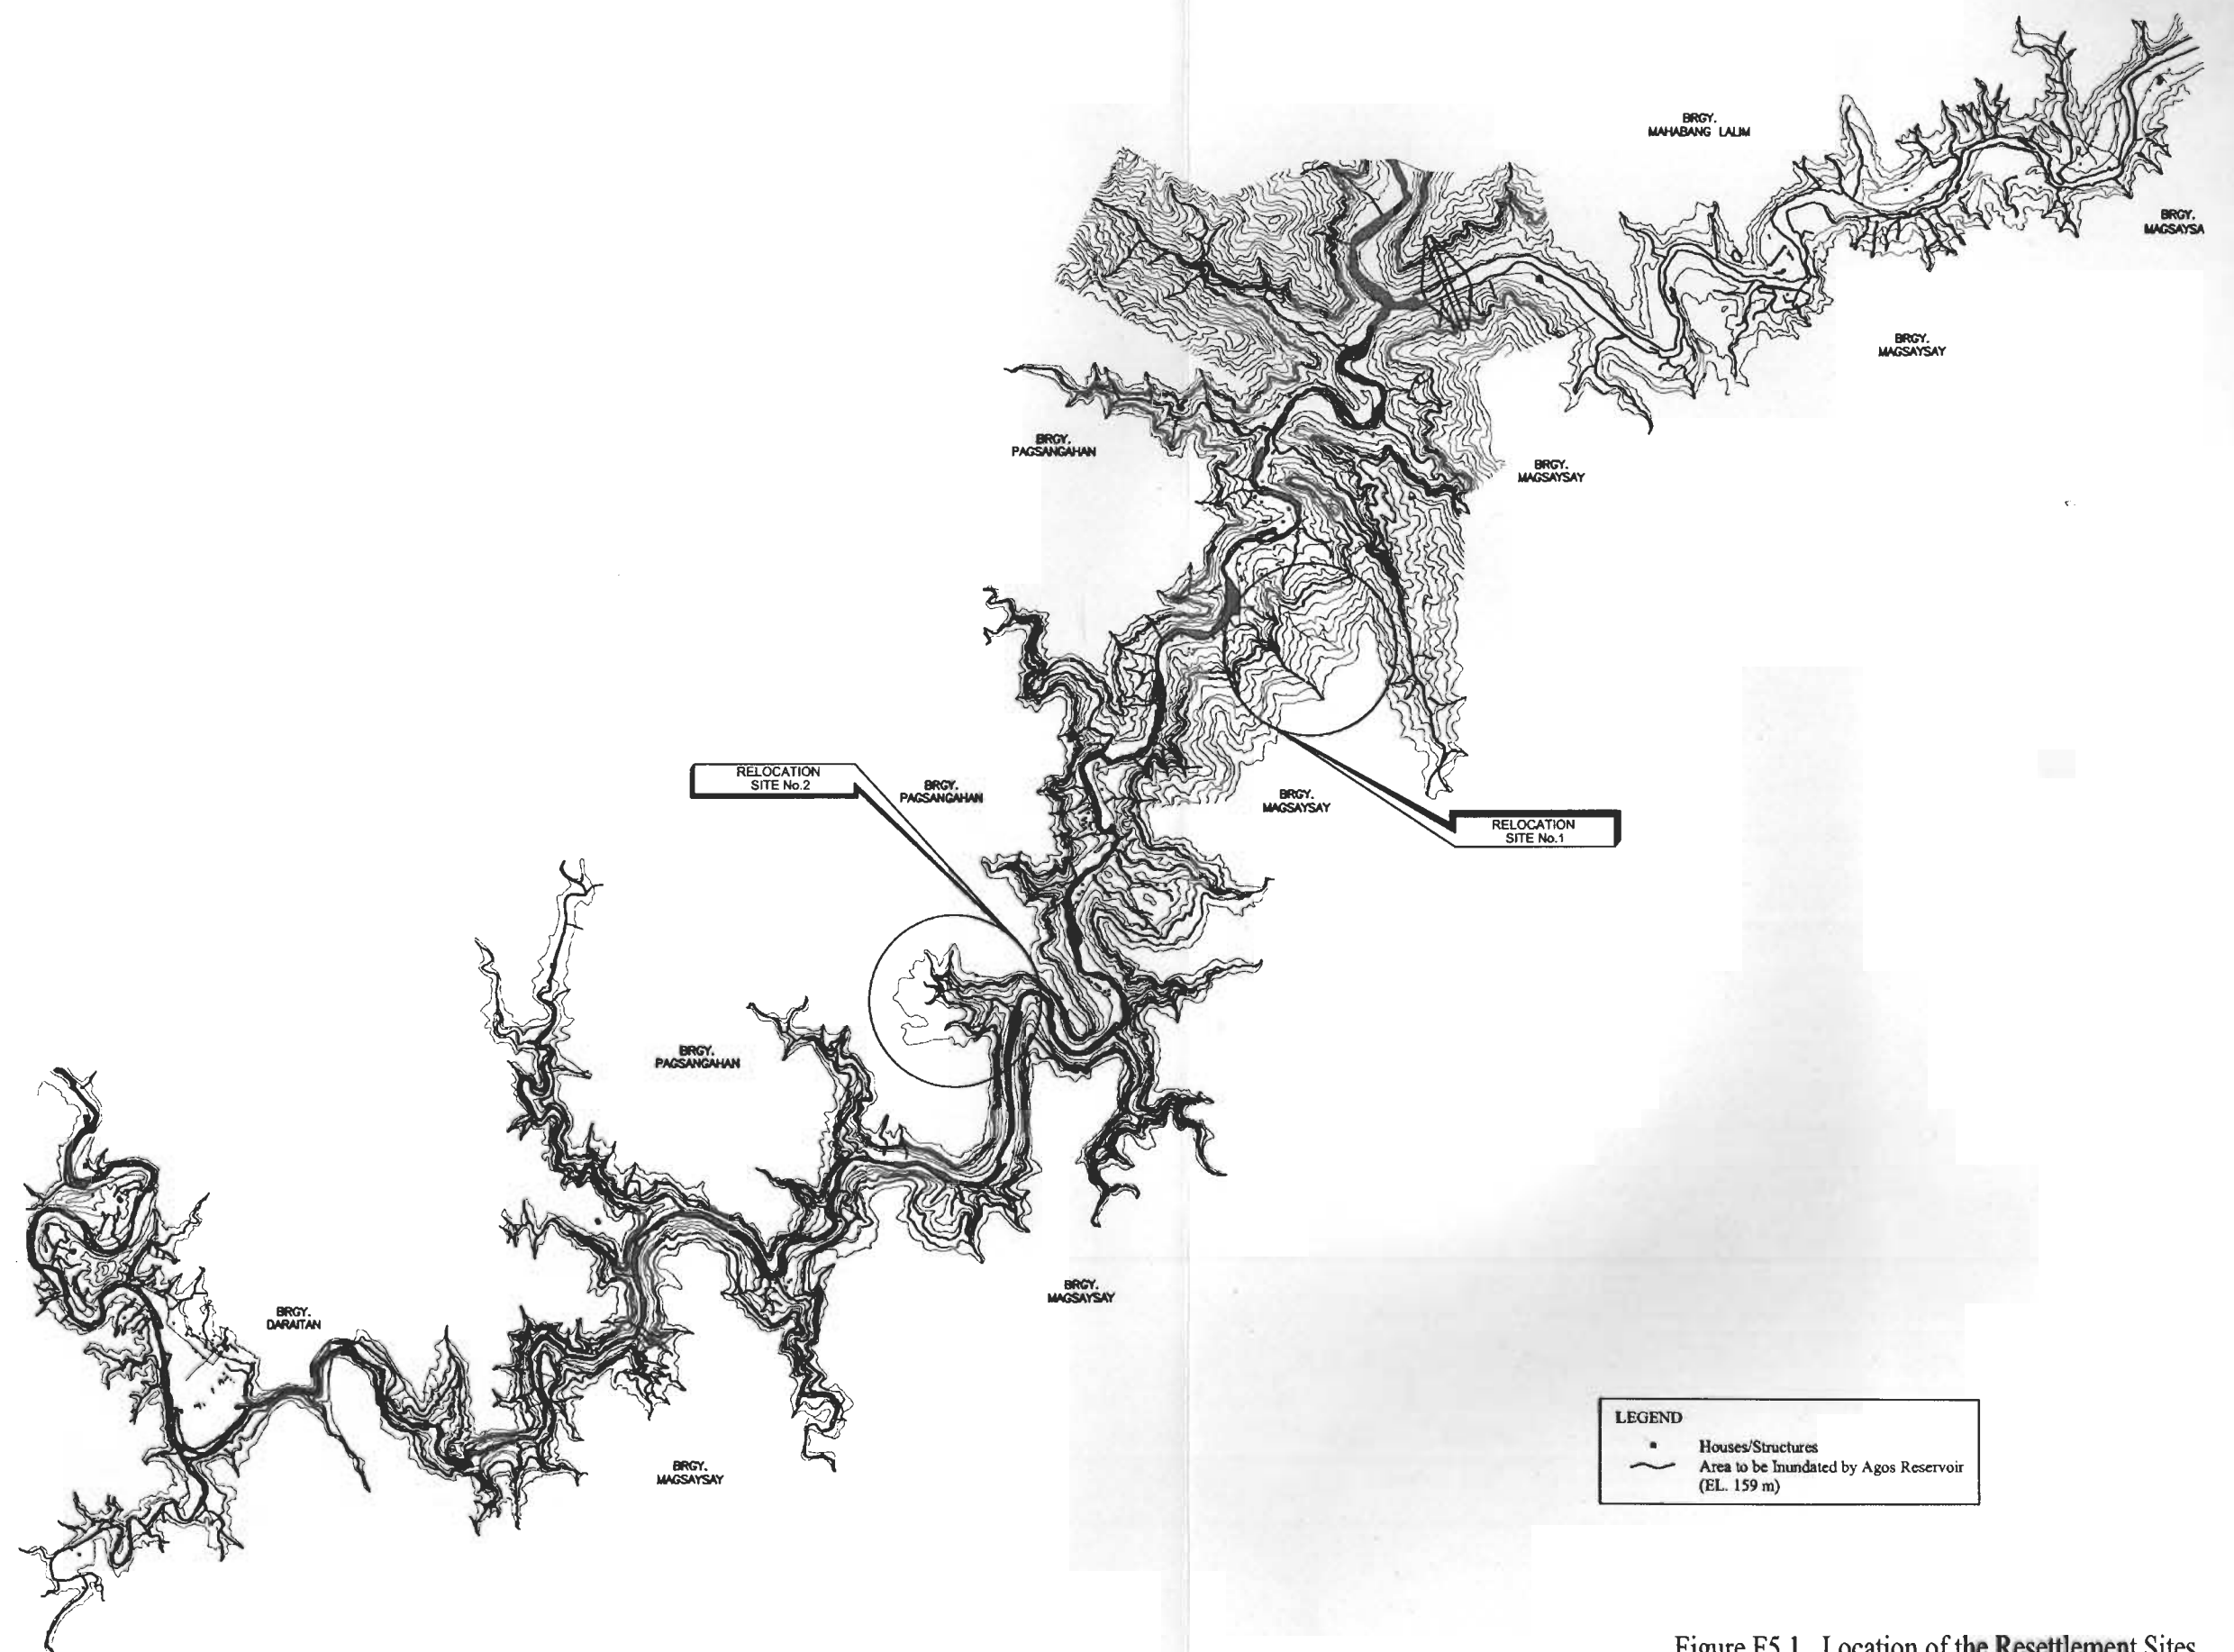 BRGY.
MAHABANG LALIM
BRGY.
MAGSAYSA
BRGY.
MAGSAYSAY
BRGY.
PAGSANGAHAN
BRGY.
MAGSAYSAY
RELOCATION
SITE No.2
BRGY.
PAGSANGAHAN
BRGY.
MAGSAYSAY
RELOCATION
SITE No.1
BRGY.
PAGSANGAHAN
BRGY.
MAGSAYSAY
BRGY.
DARAITAN
BRGY.
MAGSAYSAY
LEGEND
Houses/Structures
Area to be Inundated by Agos Reservoir
(EL. 159 m)
Figure E5.1 Location of the Resettlement Sites